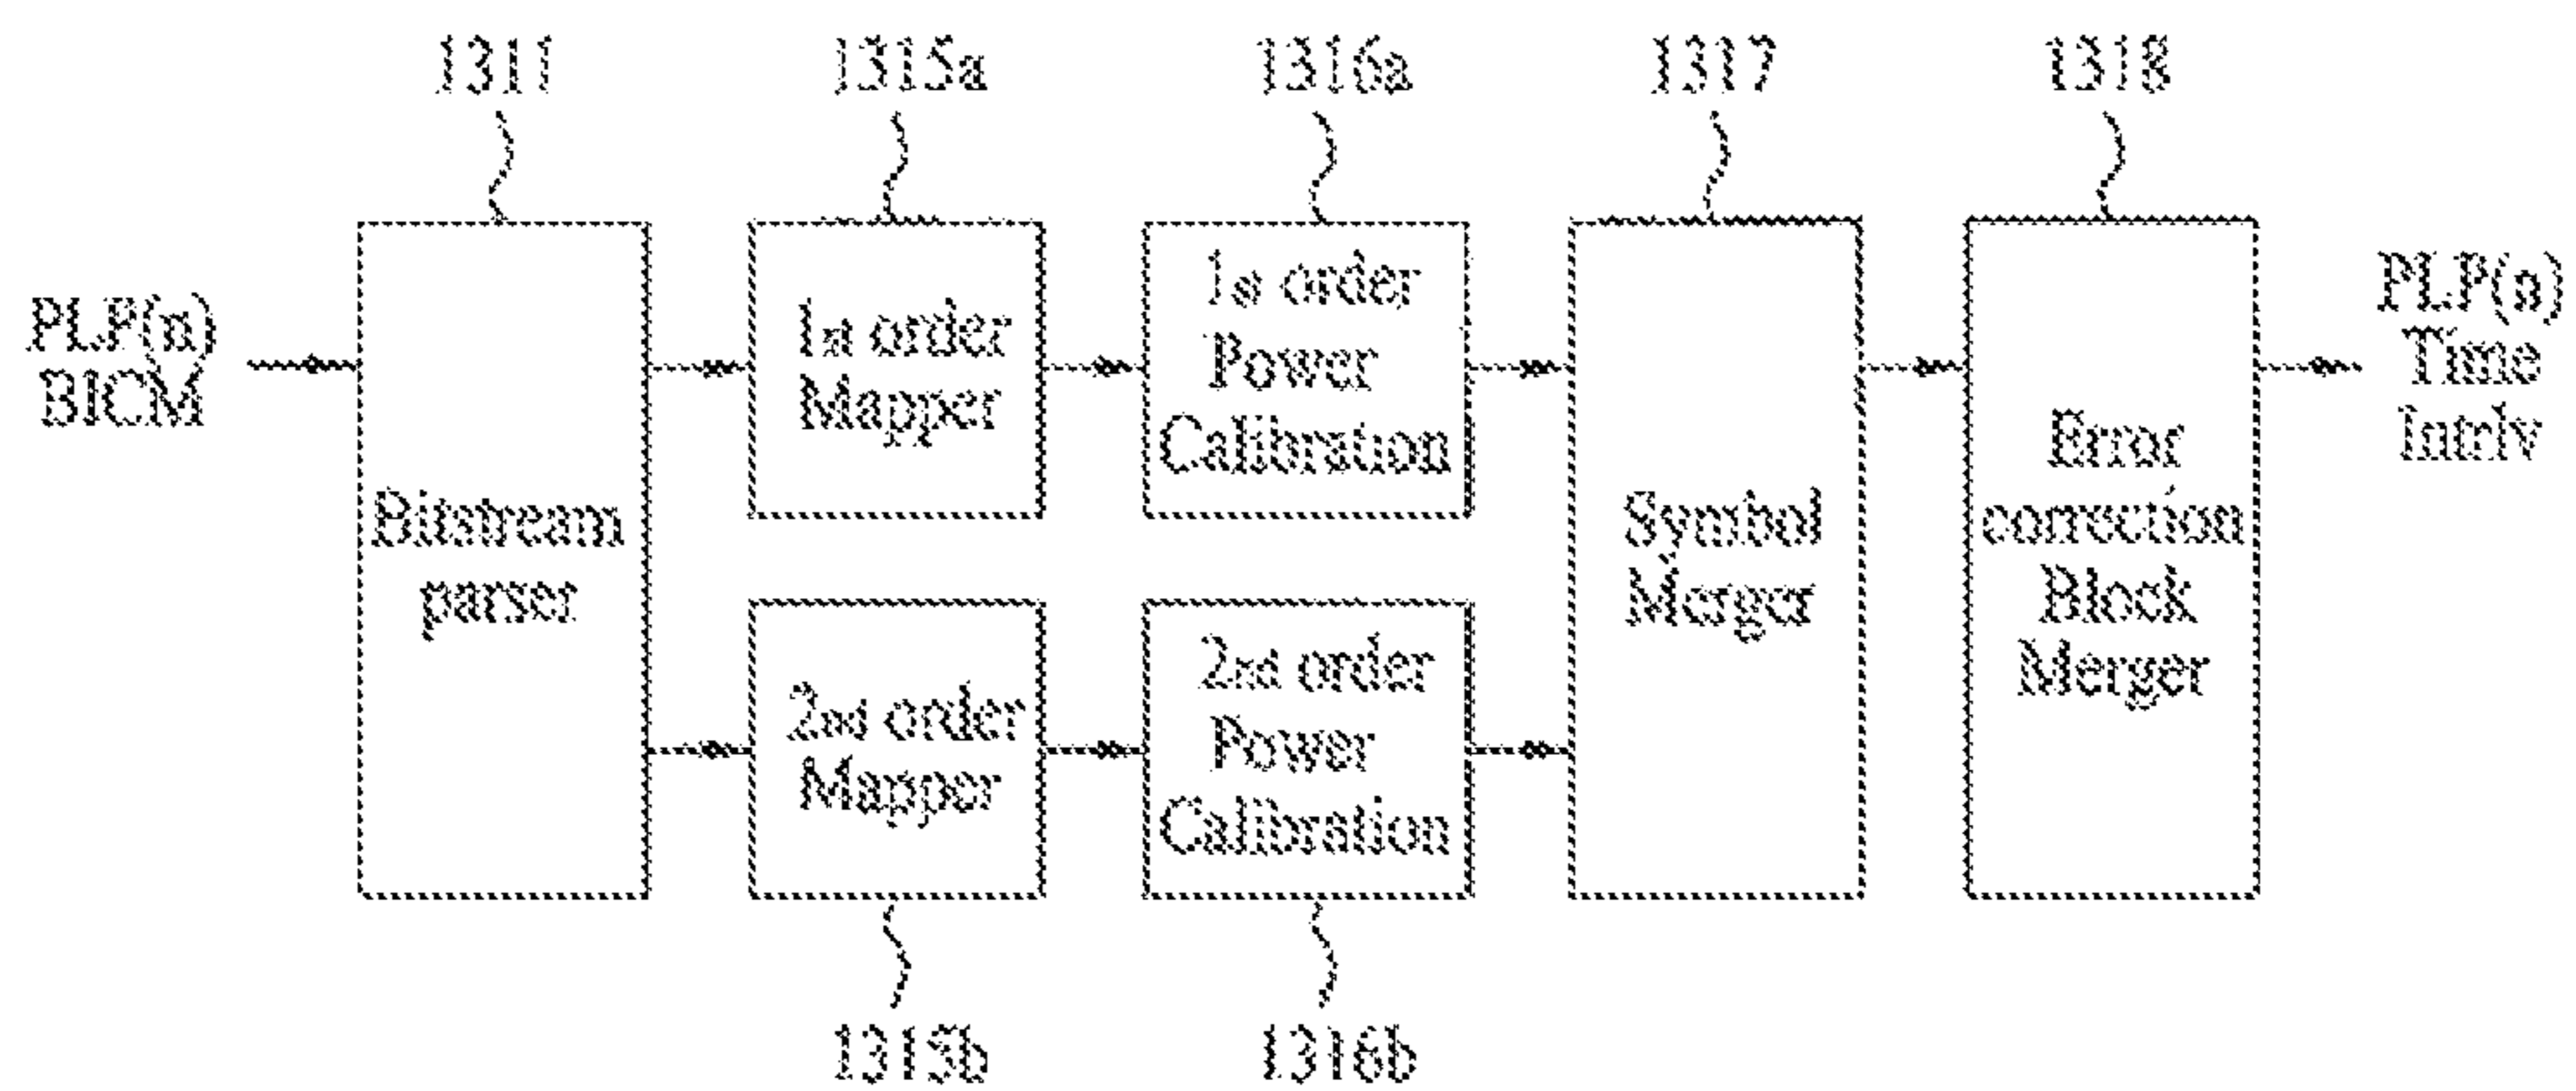 1311
1315a
1316a
1317
1318
PLP(n)
BICM
Bitstream
parser
1st order
Mapper
1st order
Power
Calibration
2nd order
Mapper
2nd order
Power
Calibration
Symbol
Merger
Error
correction
Block
Merger
PLP(n)
Time
Intrlv
1315b
1316b